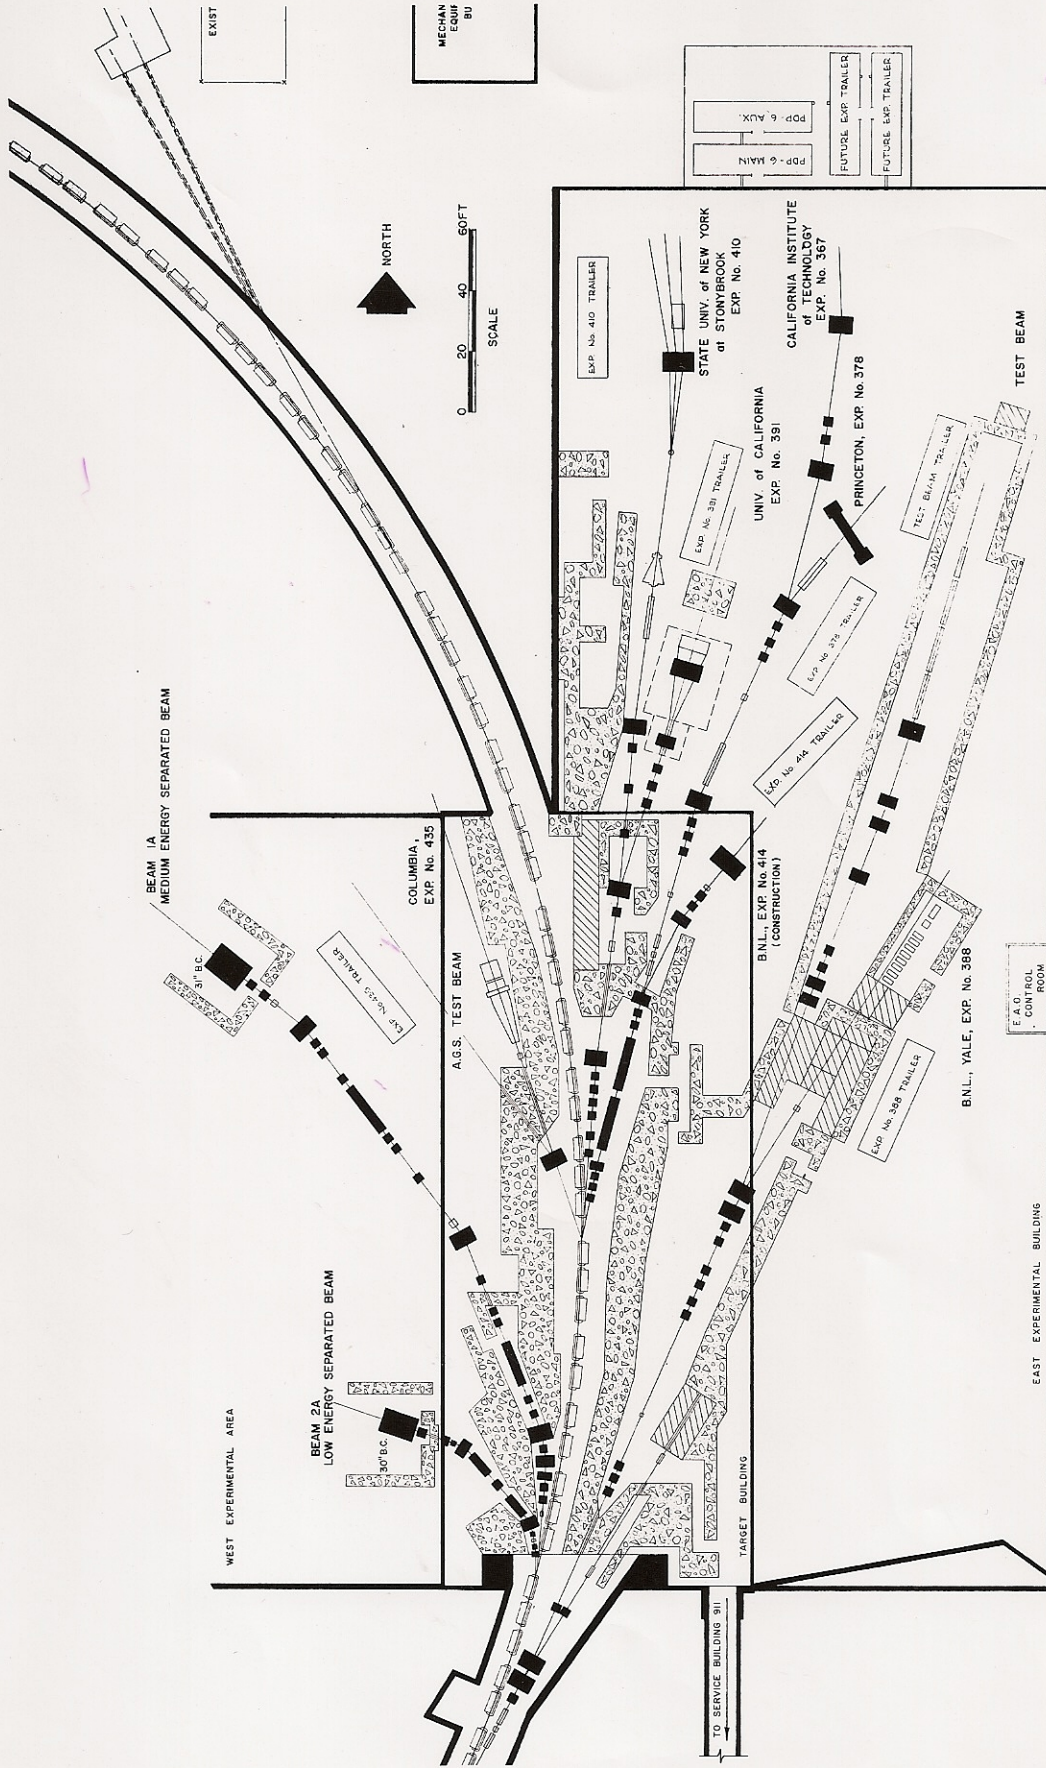 EXIST
MECHAN
EQUIP
BU
PDP-6 AUX.
PDP-6 MAIN
FUTURE EXP. TRAILER
FUTURE EXP. TRAILER
NORTH
0 20 40 60FT
SCALE
EXP. No. 410 TRAILER
STATE UNIV. of NEW YORK
at STONYBROOK
EXP. No. 410
CALIFORNIA INSTITUTE
of TECHNOLOGY
EXP. No. 367
UNIV. of CALIFORNIA
EXP. No. 391
EXP. No. 391 TRAILER
PRINCETON, EXP. No. 378
EXP. No. 378 TRAILER
TEST BEAM
TEST BEAM TRAILER
EXP. No. 414 TRAILER
BEAM 1A
MEDIUM ENERGY SEPARATED BEAM
31" B.C.
COLUMBIA,
EXP. No. 435
EXP. No. 435 TRAILER
A.G.S. TEST BEAM
B.N.L., EXP. No. 414
(CONSTRUCTION)
B.N.L., YALE, EXP. No. 388
EXP. No. 388 TRAILER
E.A.O.
CONTROL
ROOM
BEAM 2A
LOW ENERGY SEPARATED BEAM
30" B.C.
WEST EXPERIMENTAL AREA
TARGET BUILDING
EAST EXPERIMENTAL BUILDING
TO SERVICE BUILDING 911